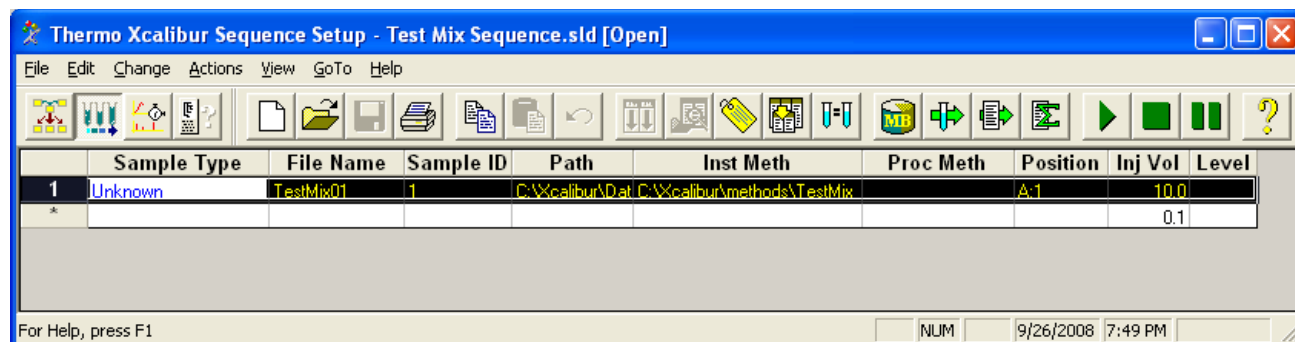 Thermo Xcalibur Sequence Setup - Test Mix Sequence.sld [Open]
File Edit Change Actions View GoTo Help
MB ?
Sample Type File Name Sample ID Path Inst Meth Proc Meth Position Inj Vol Level
1 Unknown TestMix01 1 C:\Xcalibur\Dat C:\Xcalibur\methods\TestMix A:1 10.0
* 0.1
For Help, press F1 NUM 9/26/2008 7:49 PM